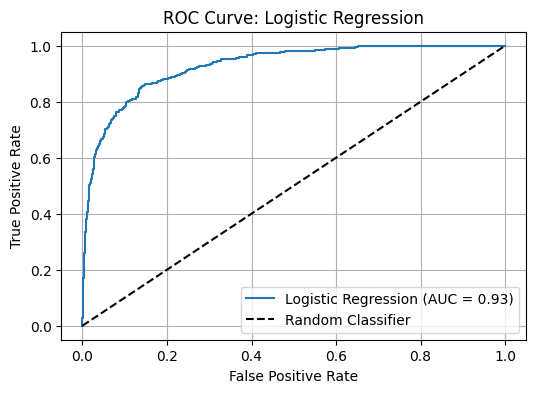 ROC Curve: Logistic Regression
True Positive Rate
1.0
0.8
0.6
0.4
0.2
0.0
Logistic Regression (AUC = 0.93)
Random Classifier
0.0 0.2 0.4 0.6 0.8 1.0
False Positive Rate